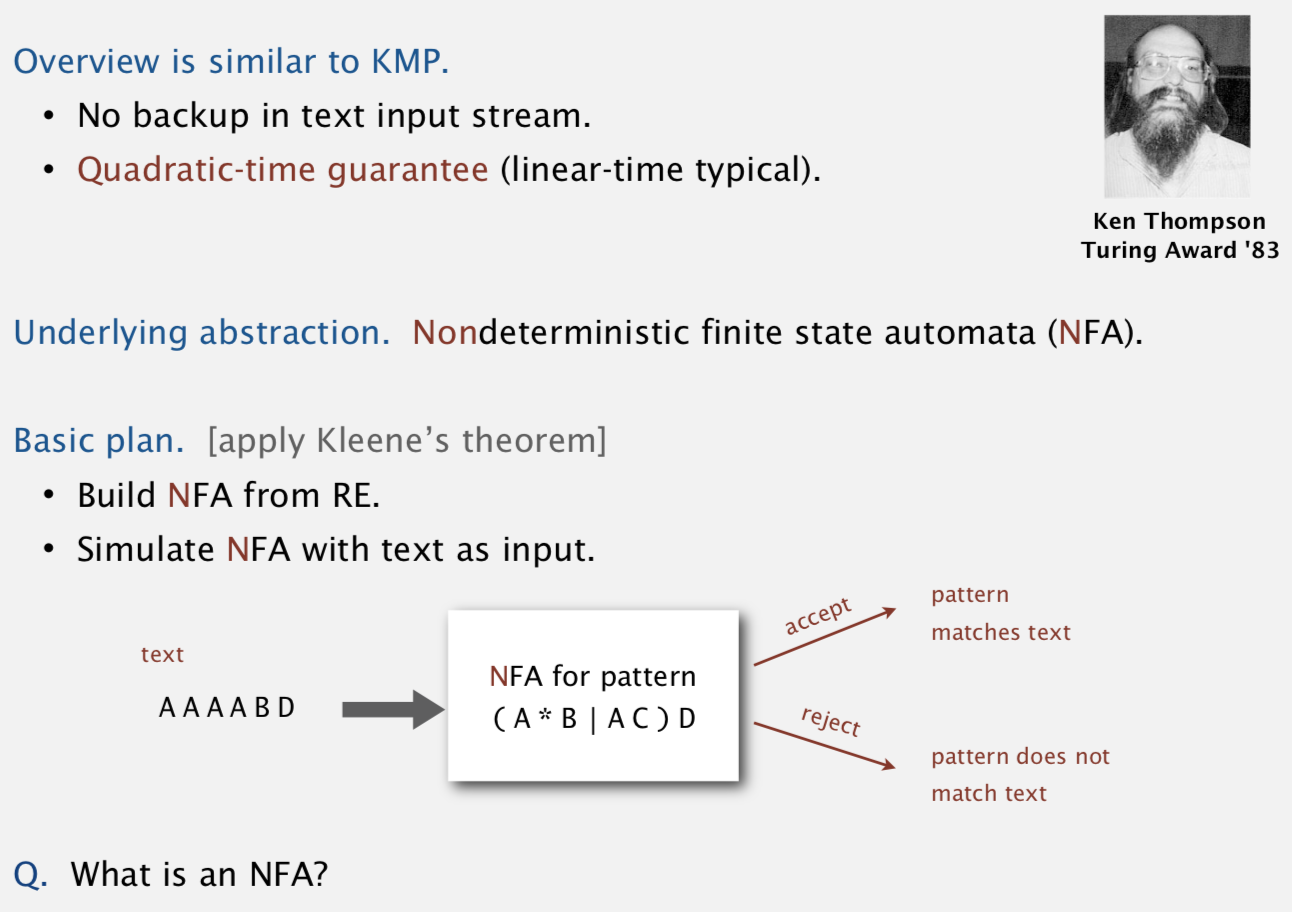 Overview is similar to KMP.
• No backup in text input stream.
• Quadratic-time guarantee (linear-time typical).
Ken Thompson
Turing Award '83
Underlying abstraction. Nondeterministic finite state automata (NFA).
Basic plan. [apply Kleene’s theorem]
• Build NFA from RE.
• Simulate NFA with text as input.
text
A A A A B D
NFA for pattern
( A * B | A C ) D
accept
pattern
matches text
reject
pattern does not
match text
Q. What is an NFA?